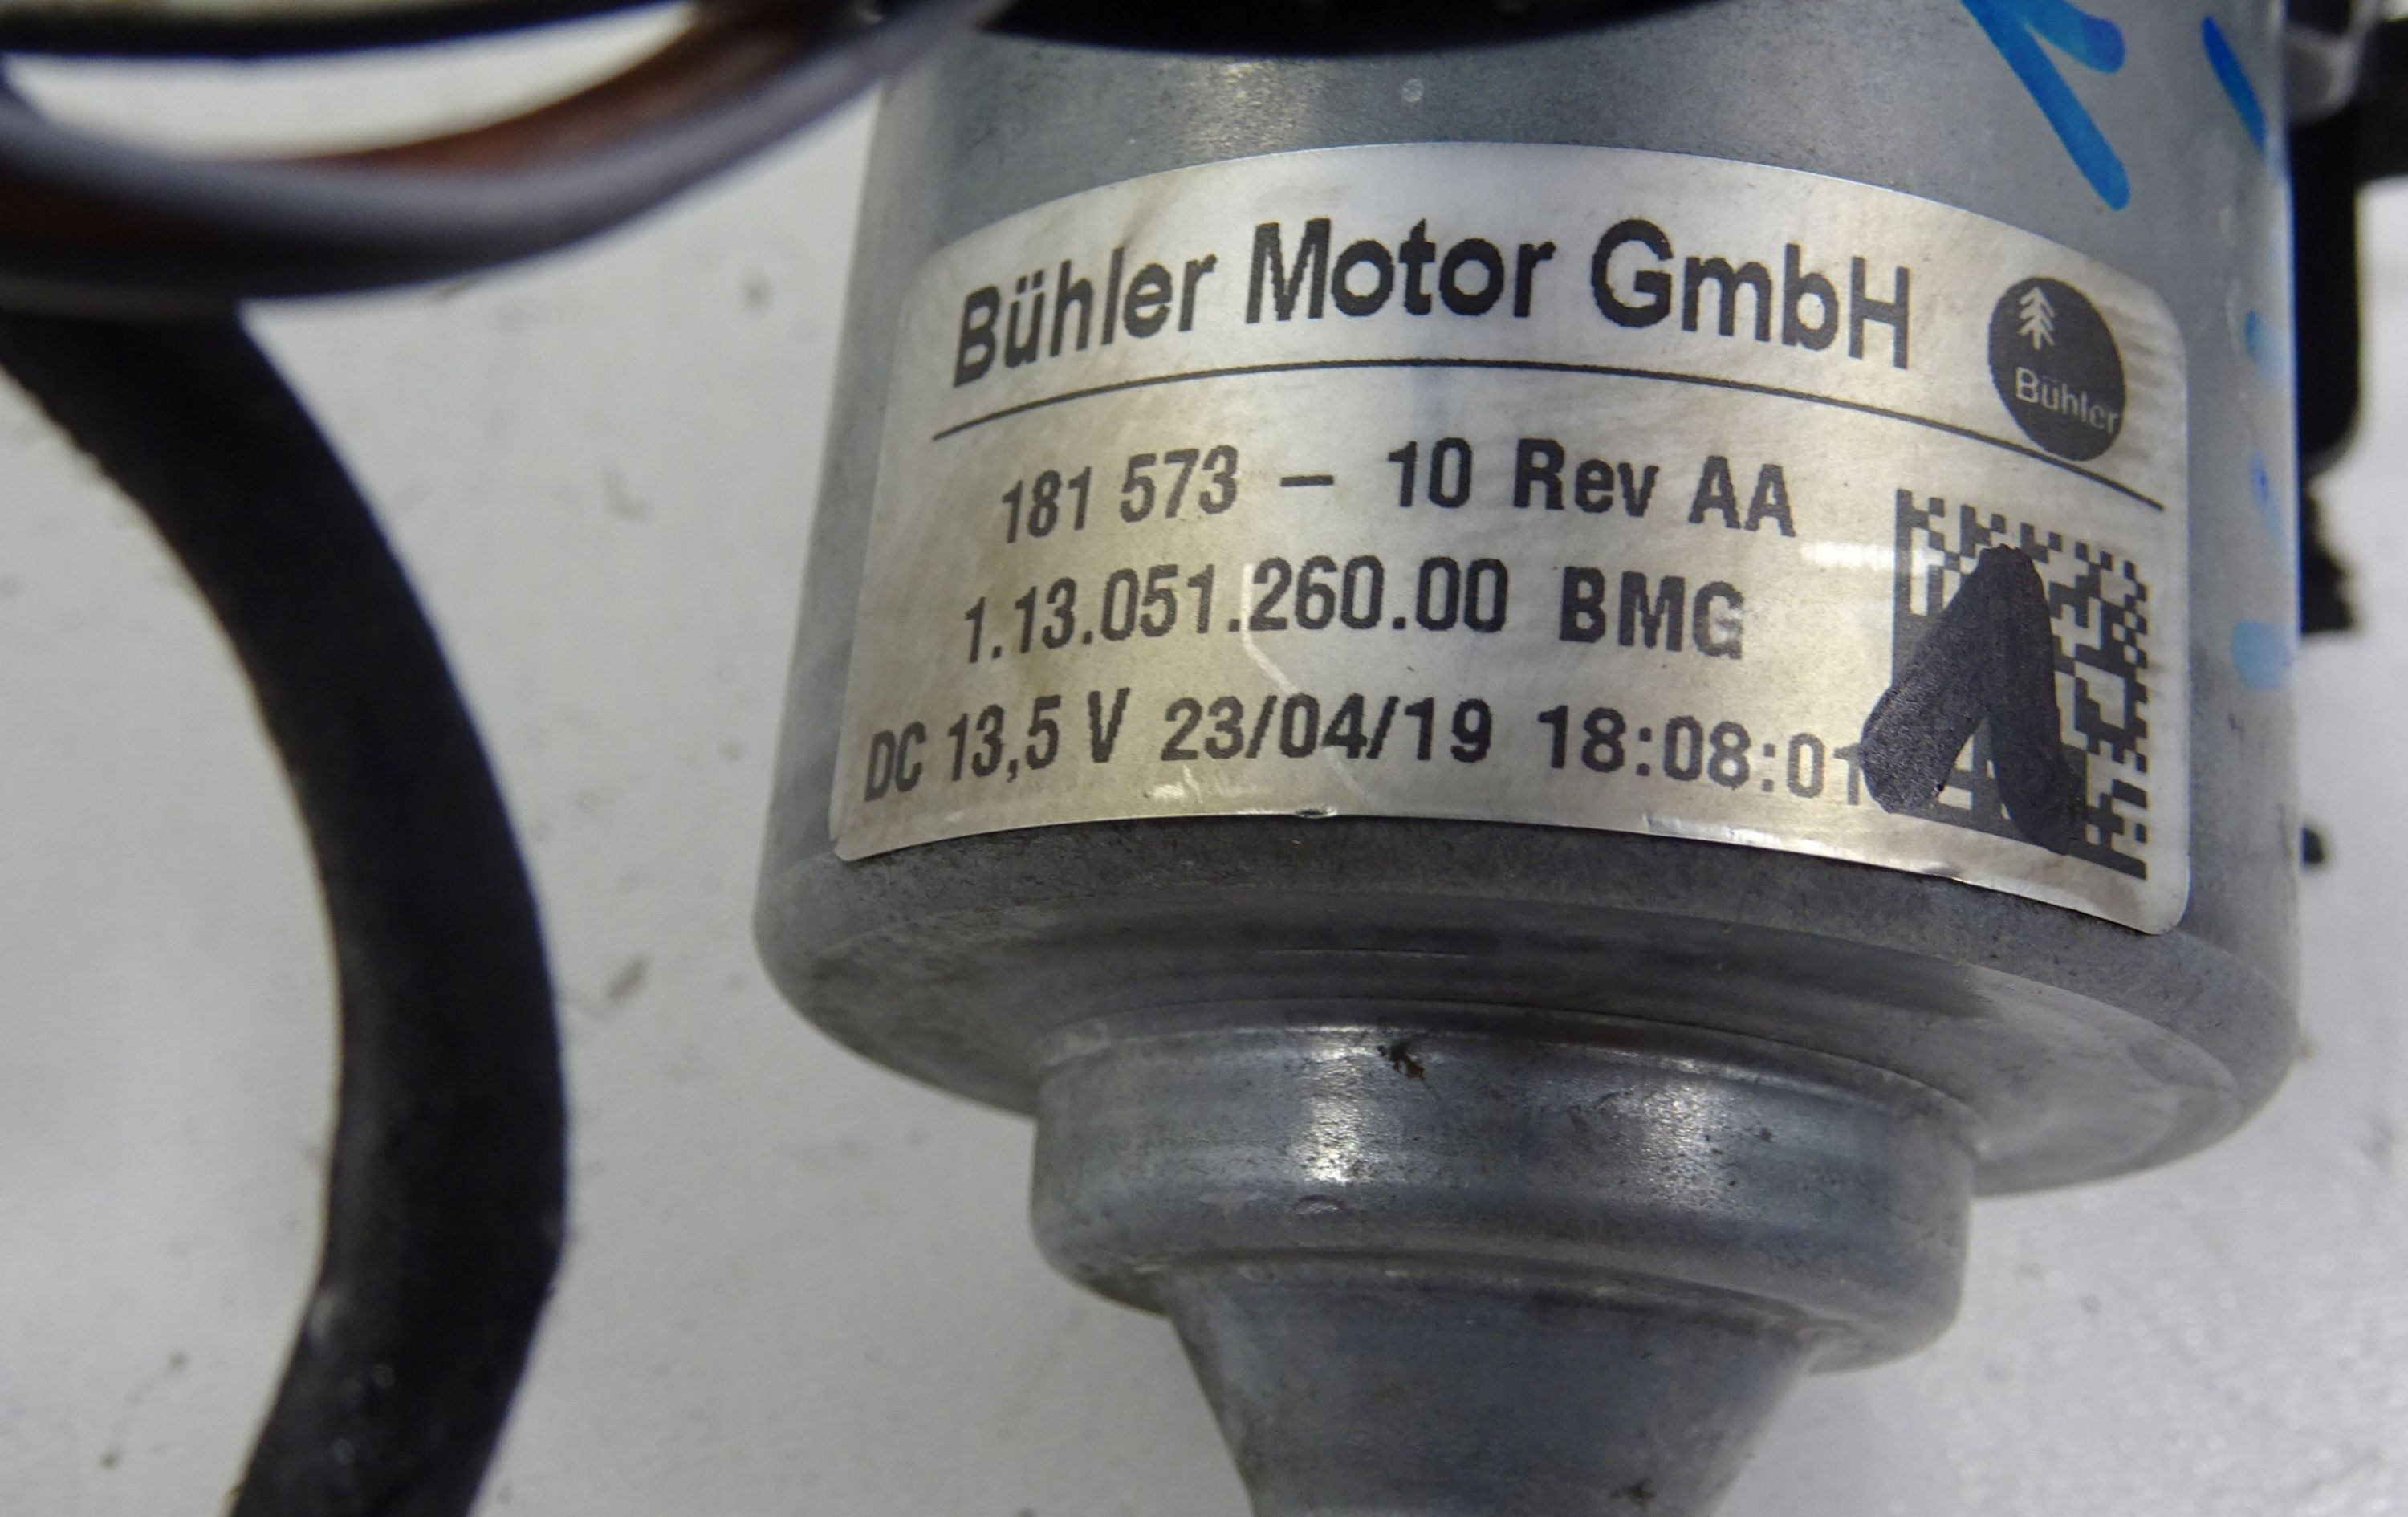 Bühler Motor GmbH
Bühler
181 573 – 10 Rev AA
1.13.051.260.00 BMG
DC 13,5 V 23/04/19 18:08:01